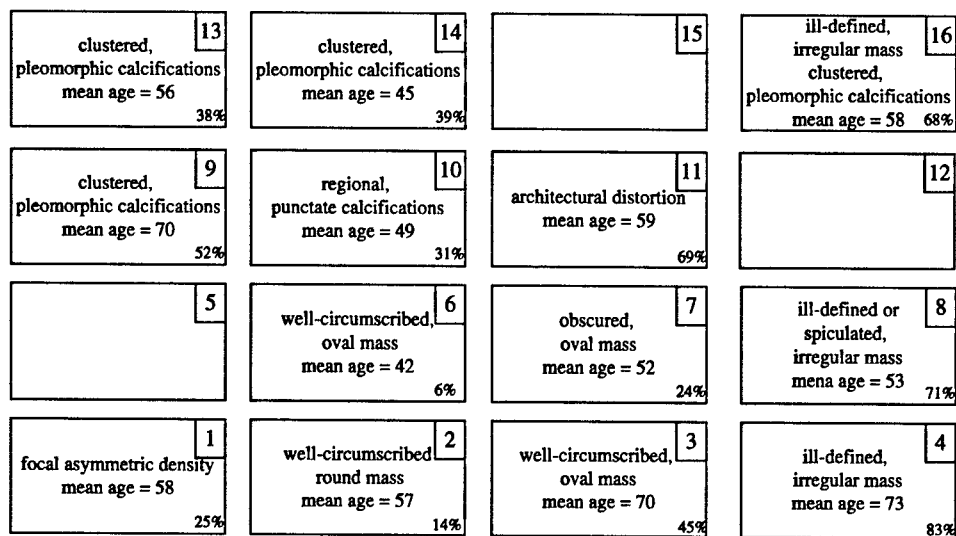 13
clustered,
pleomorphic calcifications
mean age = 56
38%
14
clustered,
pleomorphic calcifications
mean age = 45
39%
15
16
ill-defined,
irregular mass
clustered,
pleomorphic calcifications
mean age = 58 68%
9
clustered,
pleomorphic calcifications
mean age = 70
52%
10
regional,
punctate calcifications
mean age = 49
31%
11
architectural distortion
mean age = 59
69%
12
5
6
well-circumscribed,
oval mass
mean age = 42
6%
7
obscured,
oval mass
mean age = 52
24%
8
ill-defined or
spiculated,
irregular mass
mena age = 53
71%
1
focal asymmetric density
mean age = 58
25%
2
well-circumscribed
round mass
mean age = 57
14%
3
well-circumscribed,
oval mass
mean age = 70
45%
4
ill-defined,
irregular mass
mean age = 73
83%